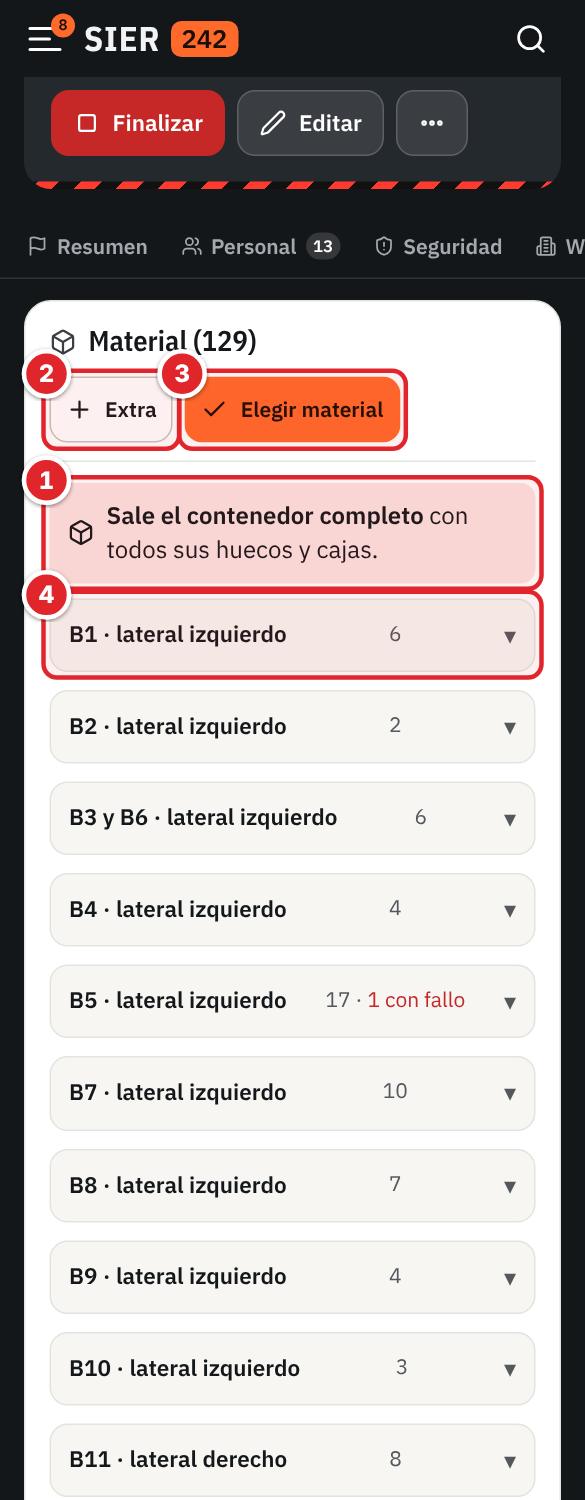 8
SIER 242
Finalizar Editar •••
Resumen Personal 13 Seguridad W
Material (129)
2 3
+ Extra Elegir material
1
Sale el contenedor completo con
todos sus huecos y cajas.
4
B1 · lateral izquierdo 6 ▼
B2 · lateral izquierdo 2 ▼
B3 y B6 · lateral izquierdo 6 ▼
B4 · lateral izquierdo 4 ▼
B5 · lateral izquierdo 17 · 1 con fallo ▼
B7 · lateral izquierdo 10 ▼
B8 · lateral izquierdo 7 ▼
B9 · lateral izquierdo 4 ▼
B10 · lateral izquierdo 3 ▼
B11 · lateral derecho 8 ▼